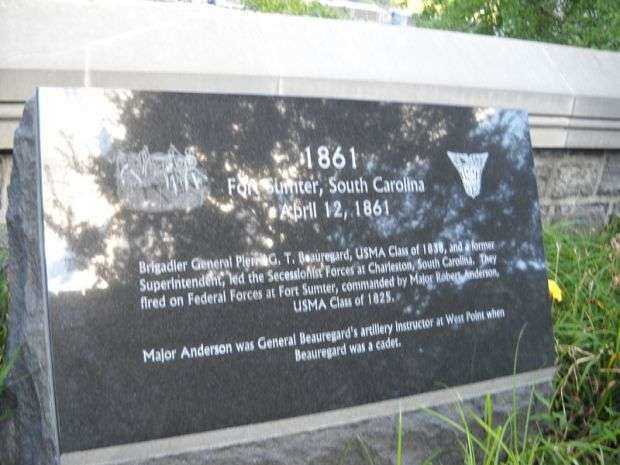 1861
Fort Sumter, South Carolina
April 12, 1861
Brigadier General Pierre G. T. Beauregard, USMA Class of 1838, and a former
Superintendent, led the Secessionist Forces at Charleston, South Carolina. They
fired on Federal Forces at Fort Sumter, commanded by Major Robert Anderson,
USMA Class of 1825.
Major Anderson was General Beauregard's artillery instructor at West Point when
Beauregard was a cadet.